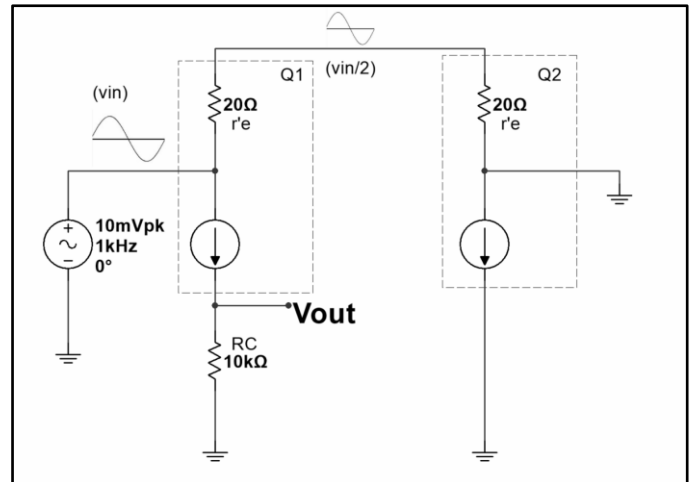 Q1
(vin/2)
Q2
(vin)
20Ω
r'e
20Ω
r'e
10mVpk
1kHz
0°
Vout
RC
10kΩ